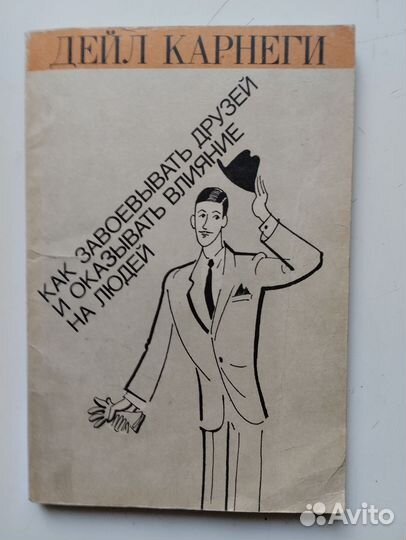 ДЕЙЛ КАРНЕГИ
КАК ЗАВОЕВЫВАТЬ ДРУЗЕЙ
И ОКАЗЫВАТЬ ВЛИЯНИЕ
НА ЛЮДЕЙ
Avito